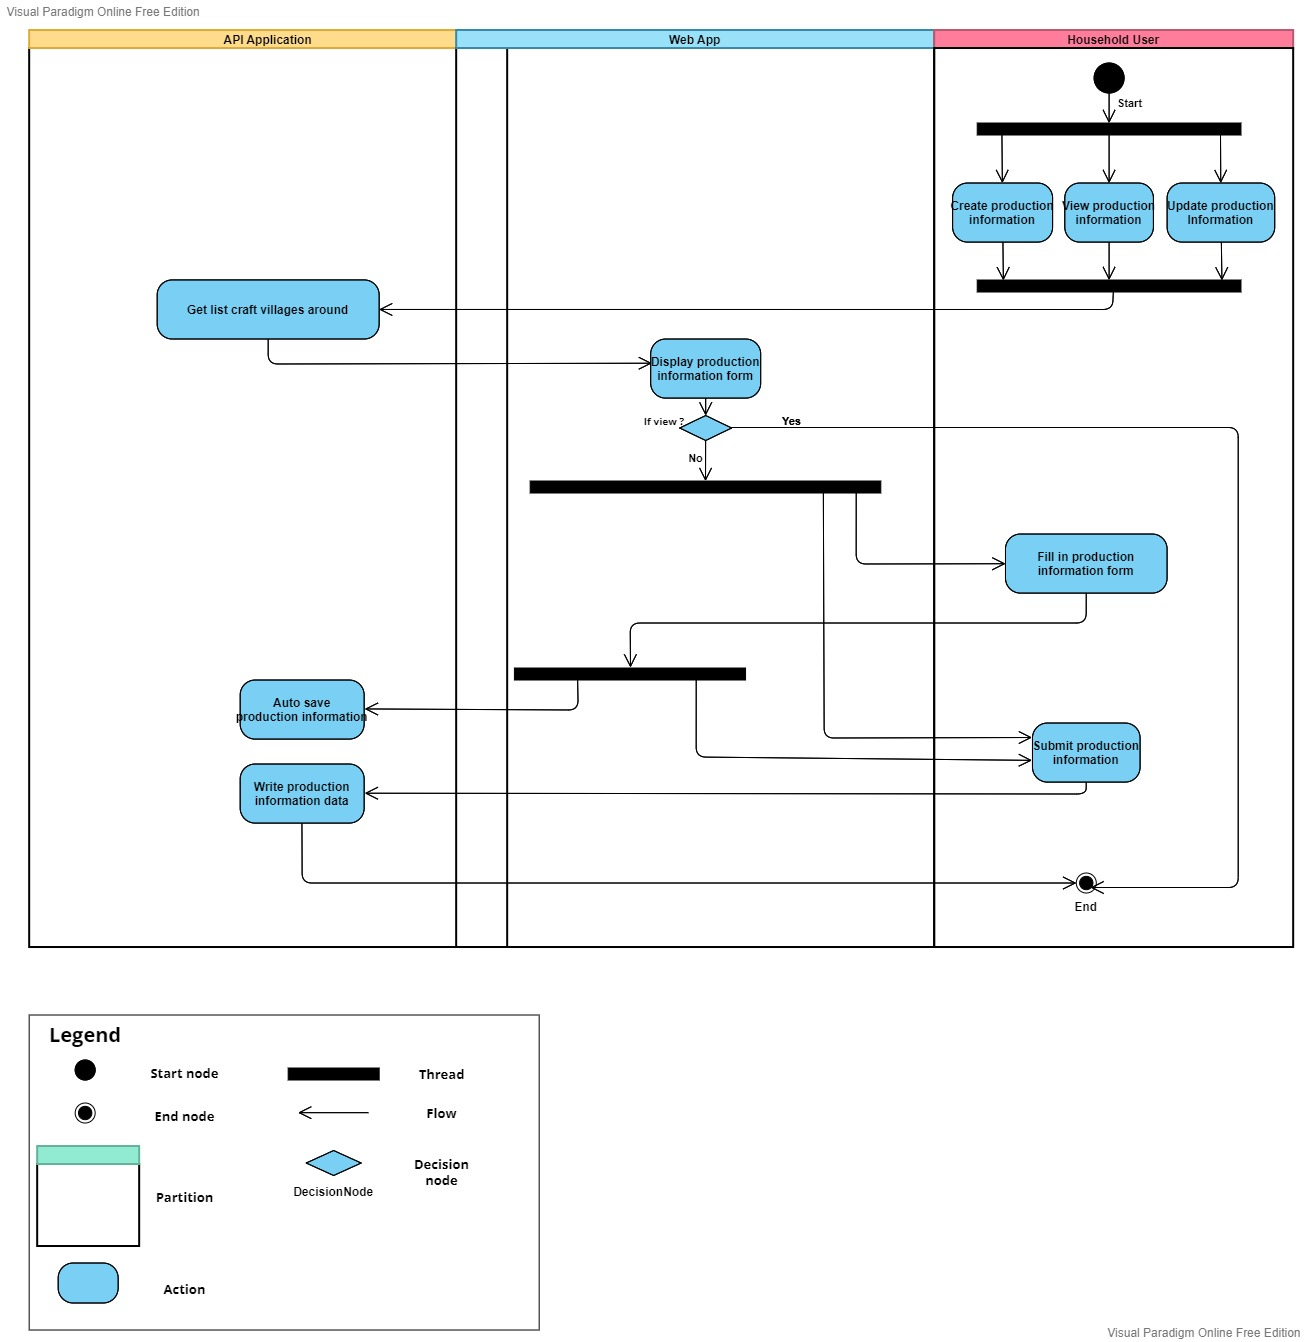 Visual Paradigm Online Free Edition
API Application
Web App
Household User
Start
Create production
information
View production
information
Update production
Information
Get list craft villages around
Display production
information form
If view ?
Yes
No
Fill in production
information form
Auto save
production information
Submit production
information
Write production
information data
End
Legend
Start node
Thread
End node
Flow
Decision
node
DecisionNode
Partition
Action
Visual Paradigm Online Free Edition